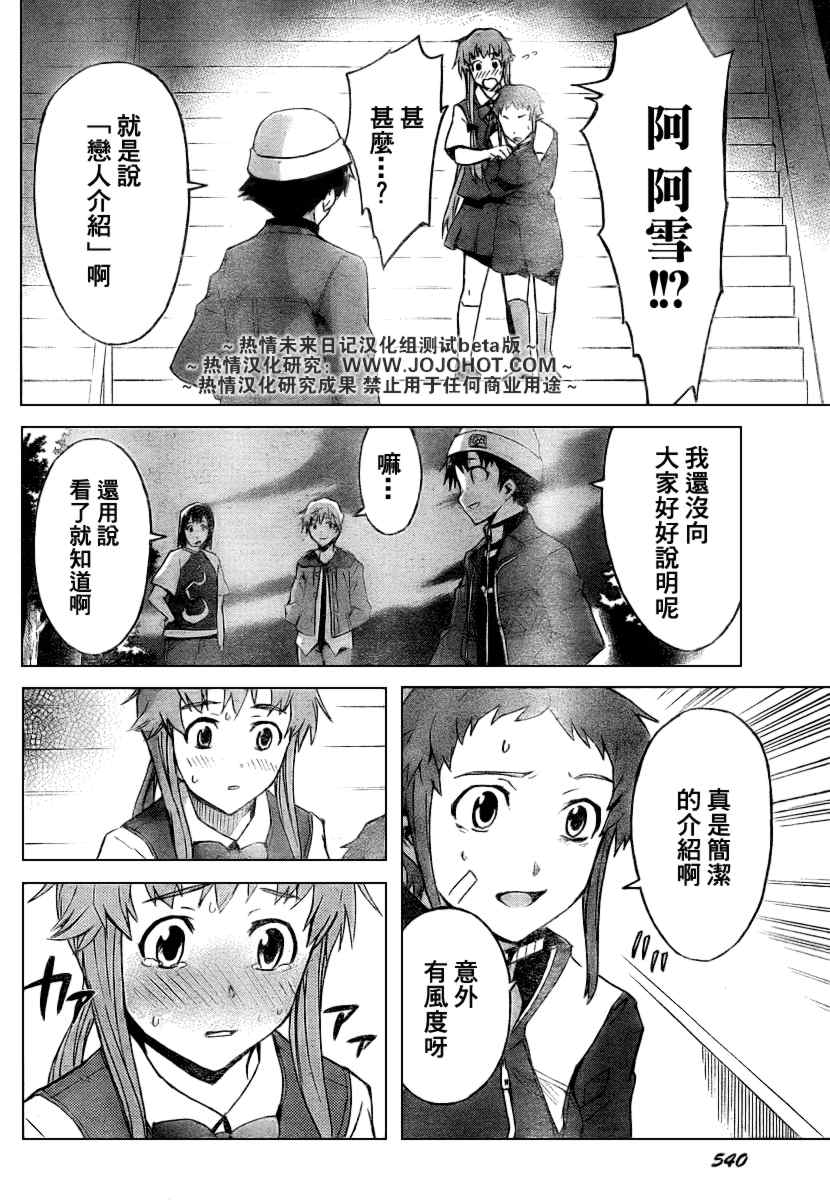 阿阿雪!!?
甚
甚麼…?
就是說
「戀人介紹」啊
～热情未来日记汉化组测试beta版～
～热情汉化研究：WWW.JOJOHOT.COM～
～热情汉化研究成果 禁止用于任何商业用途～
我還沒向
大家好好說明呢
嘛…
還用說
看了就知道啊
真是簡潔
的介紹啊
意外
有風度呀
カァ
540